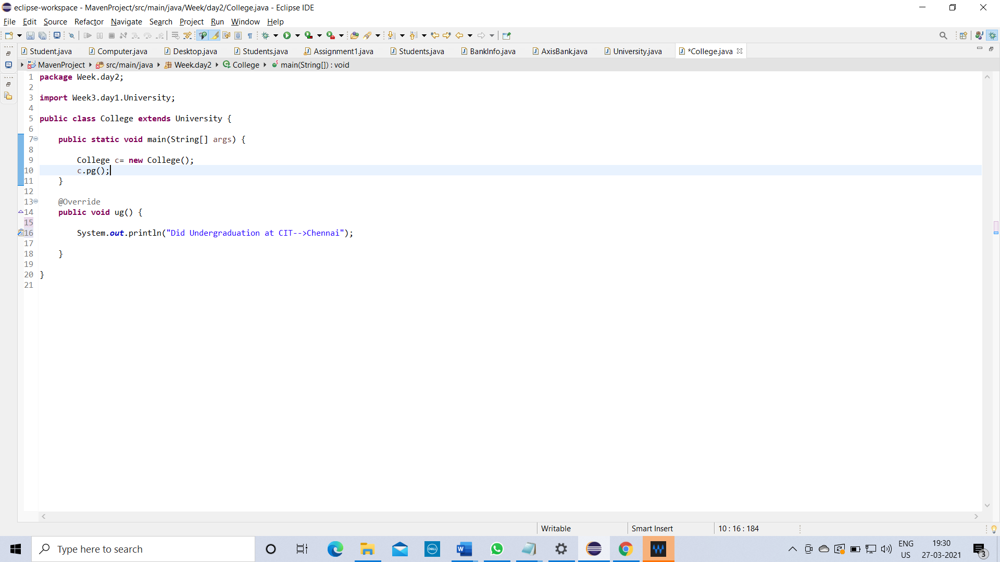 eclipse-workspace - MavenProject/src/main/java/Week/day2/College.java - Eclipse IDE
File Edit Source Refactor Navigate Search Project Run Window Help
Student.java Computer.java Desktop.java Students.java Assignment1.java Students.java BankInfo.java AxisBank.java University.java *College.java
MavenProject src/main/java Week.day2 College main(String[]) : void
1 package Week.day2;
2
3 import Week3.day1.University;
4
5 public class College extends University {
6
7 public static void main(String[] args) {
8
9 College c= new College();
10 c.pg();
11 }
12
13 @Override
14 public void ug() {
15
16 System.out.println("Did Undergraduation at CIT-->Chennai");
17
18 }
19
20 }
21
Writable Smart Insert 10 : 16 : 184
Type here to search
DELL
W
ENG
US
19:30
27-03-2021
3